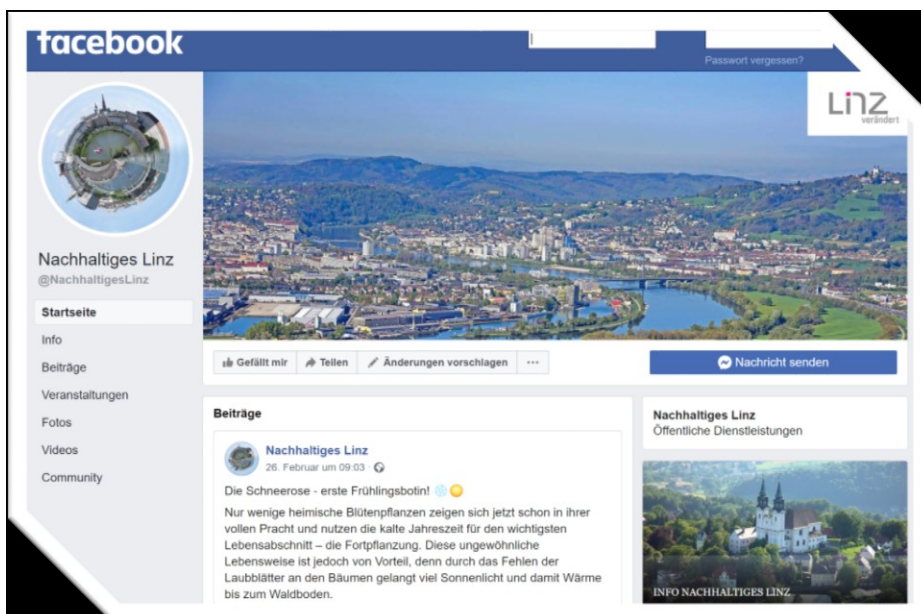 facebook
Passwort vergessen?
Linz
verändert
Nachhaltiges Linz
@NachhaltigesLinz
Startseite
Info
Beiträge
Veranstaltungen
Fotos
Videos
Community
Gefällt mir
Teilen
Änderungen vorschlagen
...
Nachricht senden
Beiträge
Nachhaltiges Linz
26. Februar um 09:03 ·
Die Schneerose - erste Frühlingsbotin! ❄️🌞
Nur wenige heimische Blütenpflanzen zeigen sich jetzt schon in ihrer
vollen Pracht und nutzen die kalte Jahreszeit für den wichtigsten
Lebensabschnitt – die Fortpflanzung. Diese ungewöhnliche
Lebensweise ist jedoch von Vorteil, denn durch das Fehlen der
Laubblätter an den Bäumen gelangt viel Sonnenlicht und damit Wärme
bis zum Waldboden.
Nachhaltiges Linz
Öffentliche Dienstleistungen
INFO NACHHALTIGES LINZ